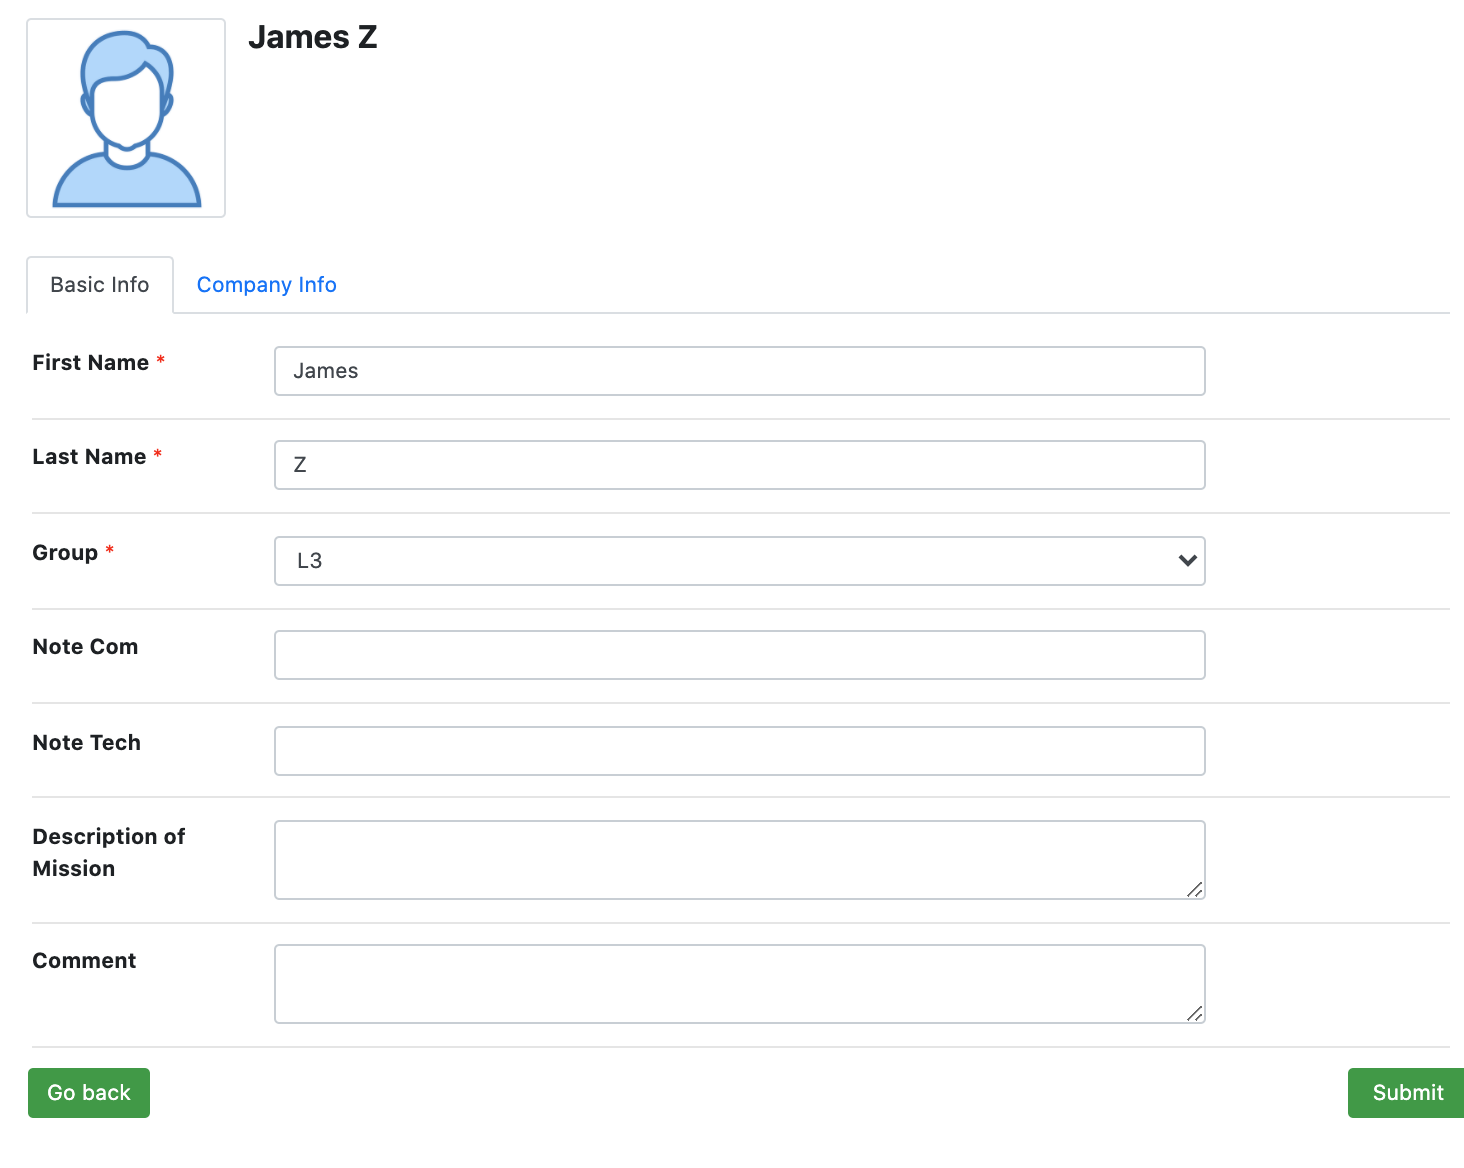 James Z
Basic Info Company Info
First Name *
James
Last Name *
Z
Group *
L3
Note Com
Note Tech
Description of
Mission
Comment
Go back Submit